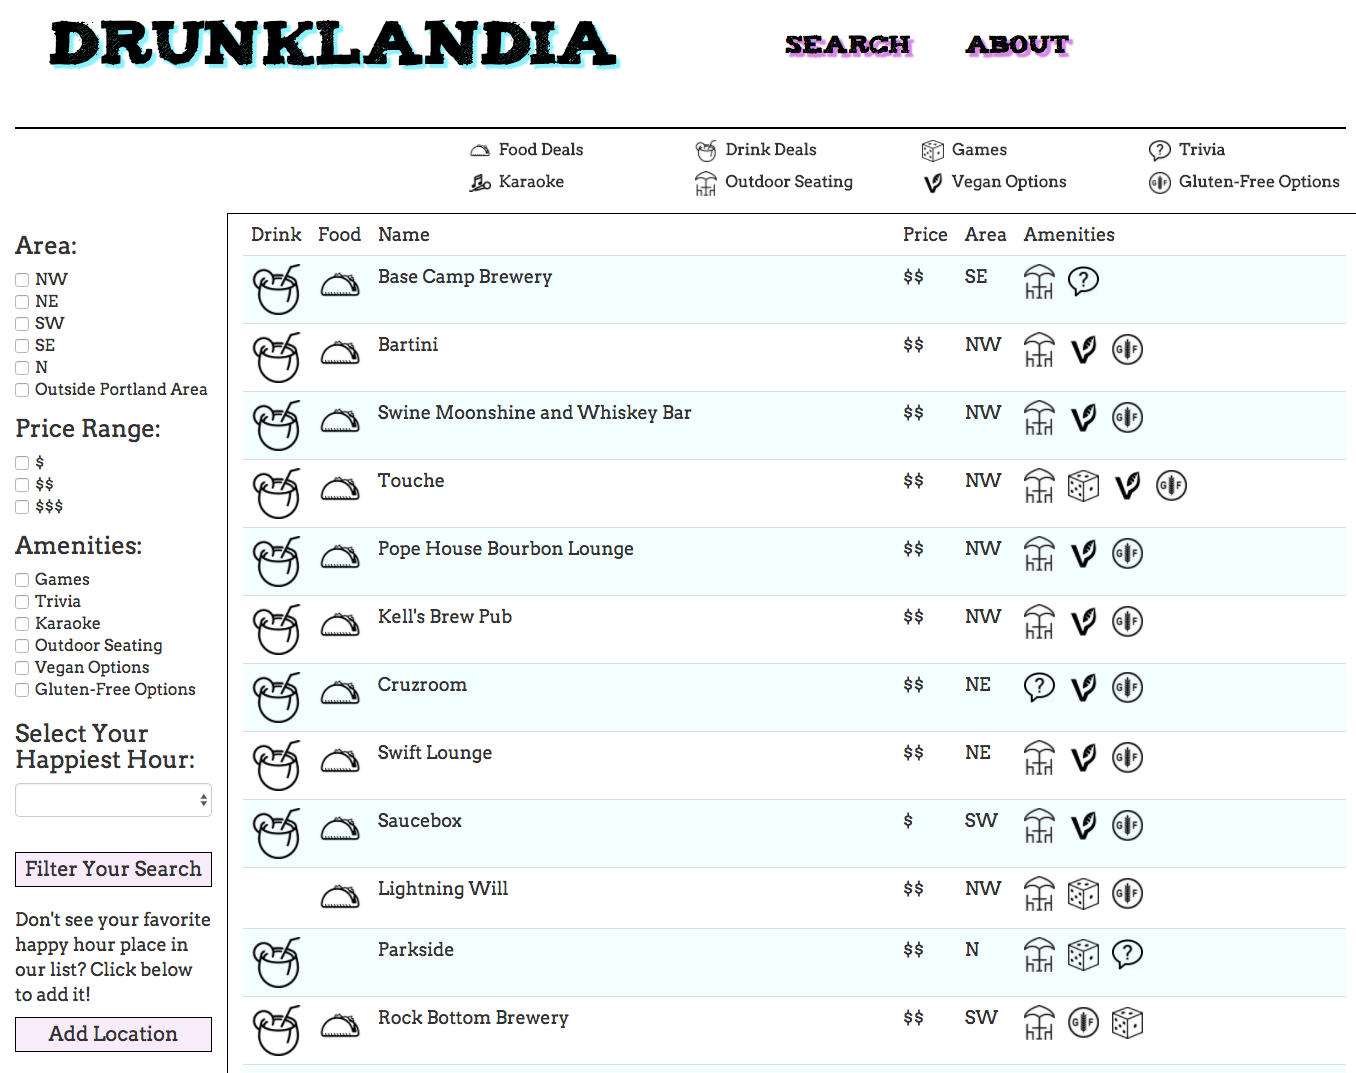 DRUNKLANDIA
SEARCH ABOUT
Food Deals Drink Deals Games Trivia
Karaoke Outdoor Seating Vegan Options Gluten-Free Options
Area:
NW
NE
SW
SE
N
Outside Portland Area
Price Range:
$
$$
$$$
Amenities:
Games
Trivia
Karaoke
Outdoor Seating
Vegan Options
Gluten-Free Options
Select Your
Happiest Hour:
Filter Your Search
Don't see your favorite
happy hour place in
our list? Click below
to add it!
Add Location
Drink Food Name Price Area Amenities
Base Camp Brewery $$ SE ?
Bartini $$ NW V G F
Swine Moonshine and Whiskey Bar $$ NW V G F
Touche $$ NW V G F
Pope House Bourbon Lounge $$ NW V G F
Kell's Brew Pub $$ NW V G F
Cruzroom $$ NE ? V G F
Swift Lounge $$ NE V G F
Saucebox $ SW V G F
Lightning Will $$ NW G F
Parkside $$ N ?
Rock Bottom Brewery $$ SW G F